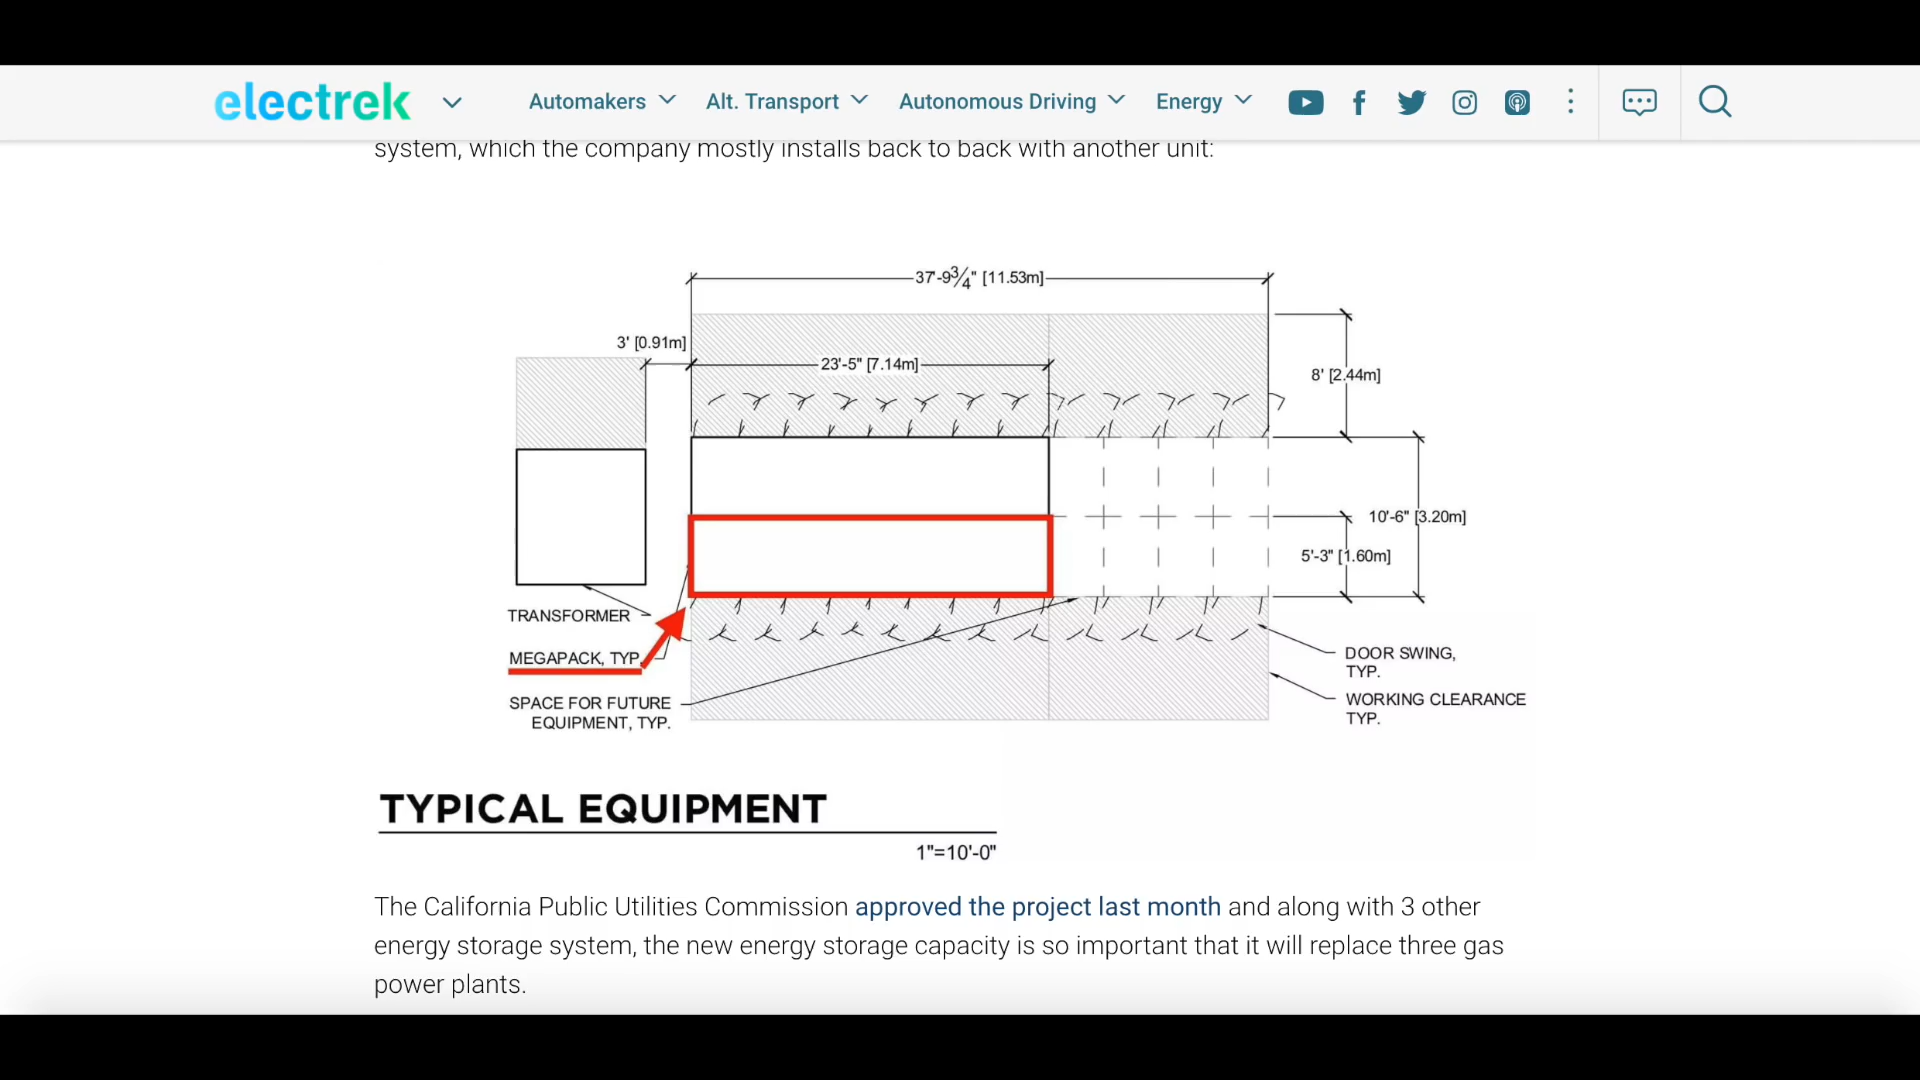 electrek
Automakers Alt. Transport Autonomous Driving Energy
system, which the company mostly installs back to back with another unit:
37'-9¾" [11.53m]
3' [0.91m]
23'-5" [7.14m]
8' [2.44m]
10'-6" [3.20m]
5'-3" [1.60m]
TRANSFORMER
MEGAPACK, TYP.
SPACE FOR FUTURE
EQUIPMENT, TYP.
DOOR SWING,
TYP.
WORKING CLEARANCE
TYP.
TYPICAL EQUIPMENT
1"=10'-0"
The California Public Utilities Commission approved the project last month and along with 3 other
energy storage system, the new energy storage capacity is so important that it will replace three gas
power plants.